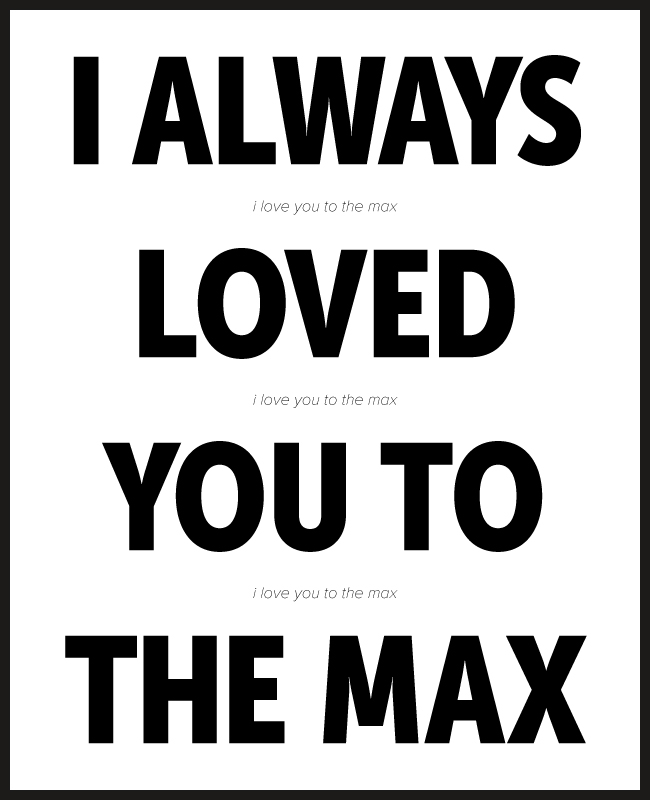 I ALWAYS
i love you to the max
LOVED
i love you to the max
YOU TO
i love you to the max
THE MAX